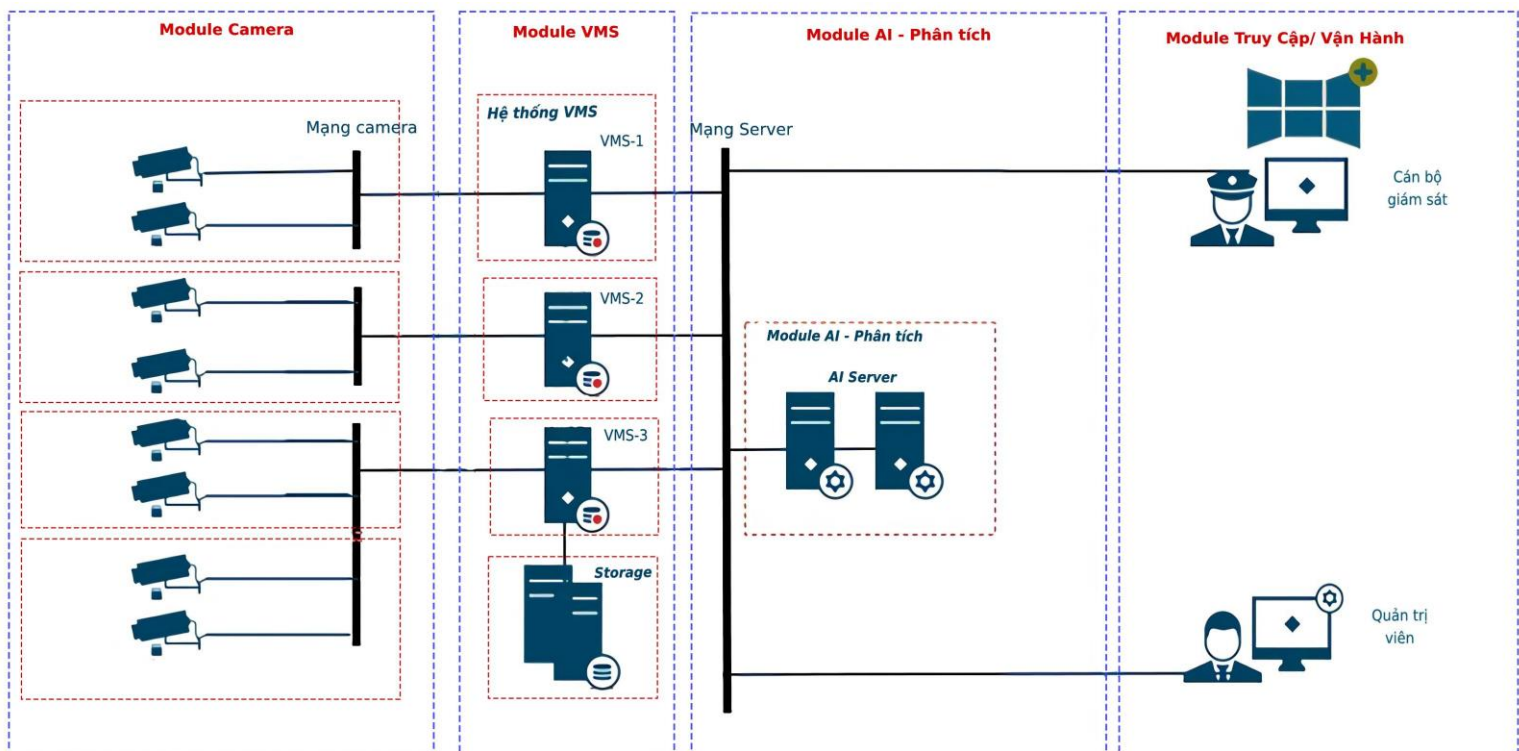 Module Camera
Module VMS
Module AI - Phân tích
Module Truy Cập/ Vận Hành
Mạng camera
Hệ thống VMS
VMS-1
Mạng Server
Cán bộ
giám sát
VMS-2
Module AI - Phân tích
AI Server
VMS-3
Storage
Quản trị
viên